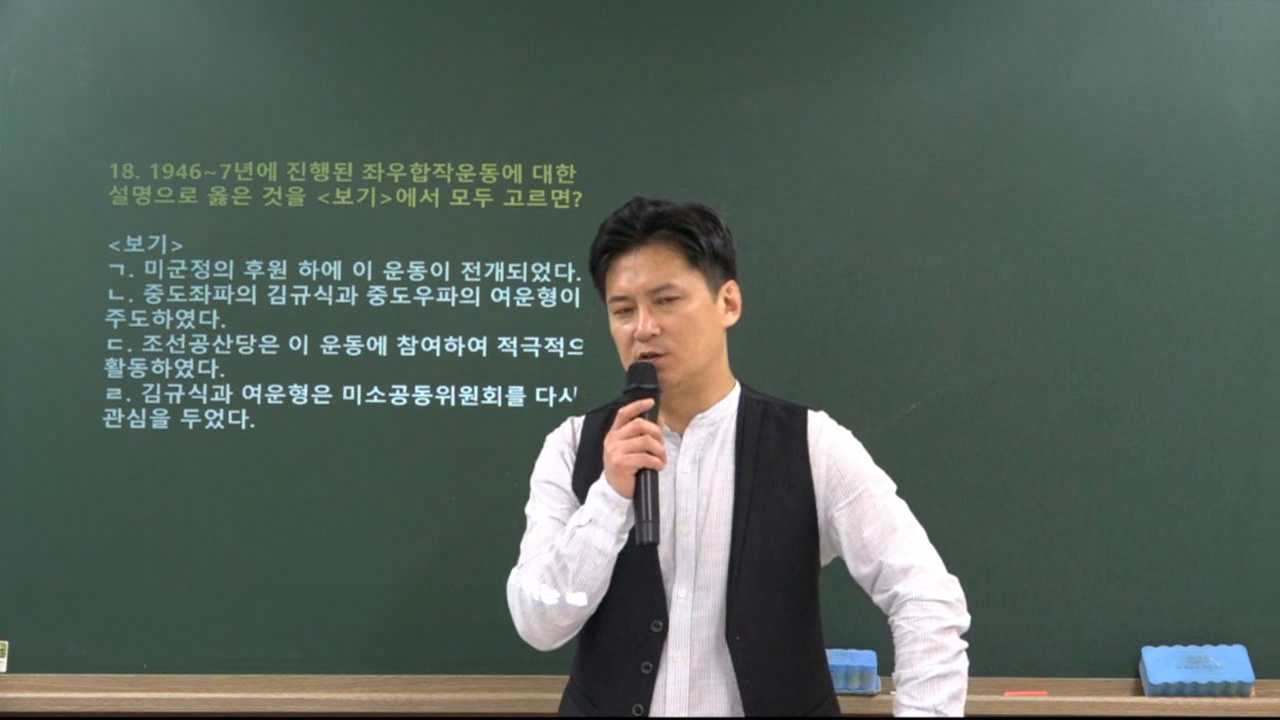 18. 1946~7년에 진행된 좌우합작운동에 대한
설명으로 옳은 것을 <보기>에서 모두 고르면?
<보기>
ㄱ. 미군정의 후원 하에 이 운동이 전개되었다.
ㄴ. 중도좌파의 김규식과 중도우파의 여운형이
주도하였다.
ㄷ. 조선공산당은 이 운동에 참여하여
활동하였다.
ㄹ. 김규식과 여운형은 미소공동위원회를
관심을 두었다.